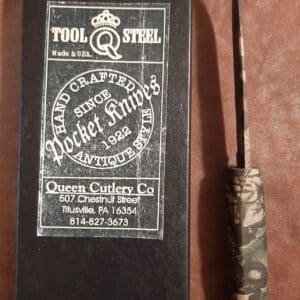 TOOL Q STEEL
Made in U.S.A.
HAND CRAFTED
SINCE
Pocket Knives
1922
ANTIQUE STYLE
Queen Cutlery Co
507 Chestnut Street
Titusville, PA 16354
814-827-3673